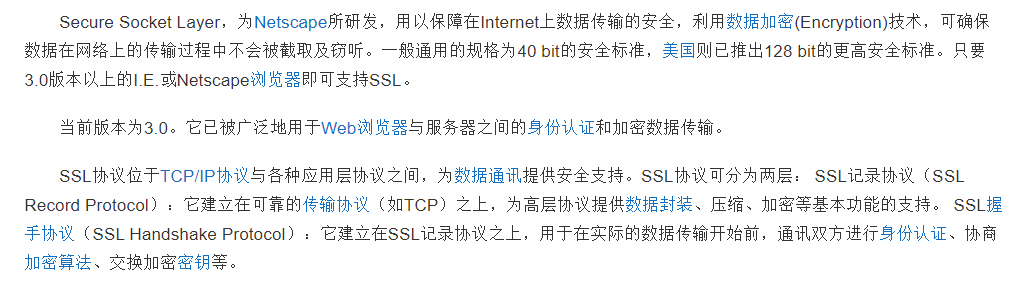 Secure Socket Layer，为Netscape所研发，用以保障在Internet上数据传输的安全，利用数据加密(Encryption)技术，可确保
数据在网络上的传输过程中不会被截取及窃听。一般通用的规格为40 bit的安全标准，美国则已推出128 bit的更高安全标准。只要
3.0版本以上的I.E.或Netscape浏览器即可支持SSL。
当前版本为3.0。它已被广泛地用于Web浏览器与服务器之间的身份认证和加密数据传输。
SSL协议位于TCP/IP协议与各种应用层协议之间，为数据通讯提供安全支持。SSL协议可分为两层： SSL记录协议（SSL
Record Protocol）：它建立在可靠的传输协议（如TCP）之上，为高层协议提供数据封装、压缩、加密等基本功能的支持。 SSL握
手协议（SSL Handshake Protocol）：它建立在SSL记录协议之上，用于在实际的数据传输开始前，通讯双方进行身份认证、协商
加密算法、交换加密密钥等。